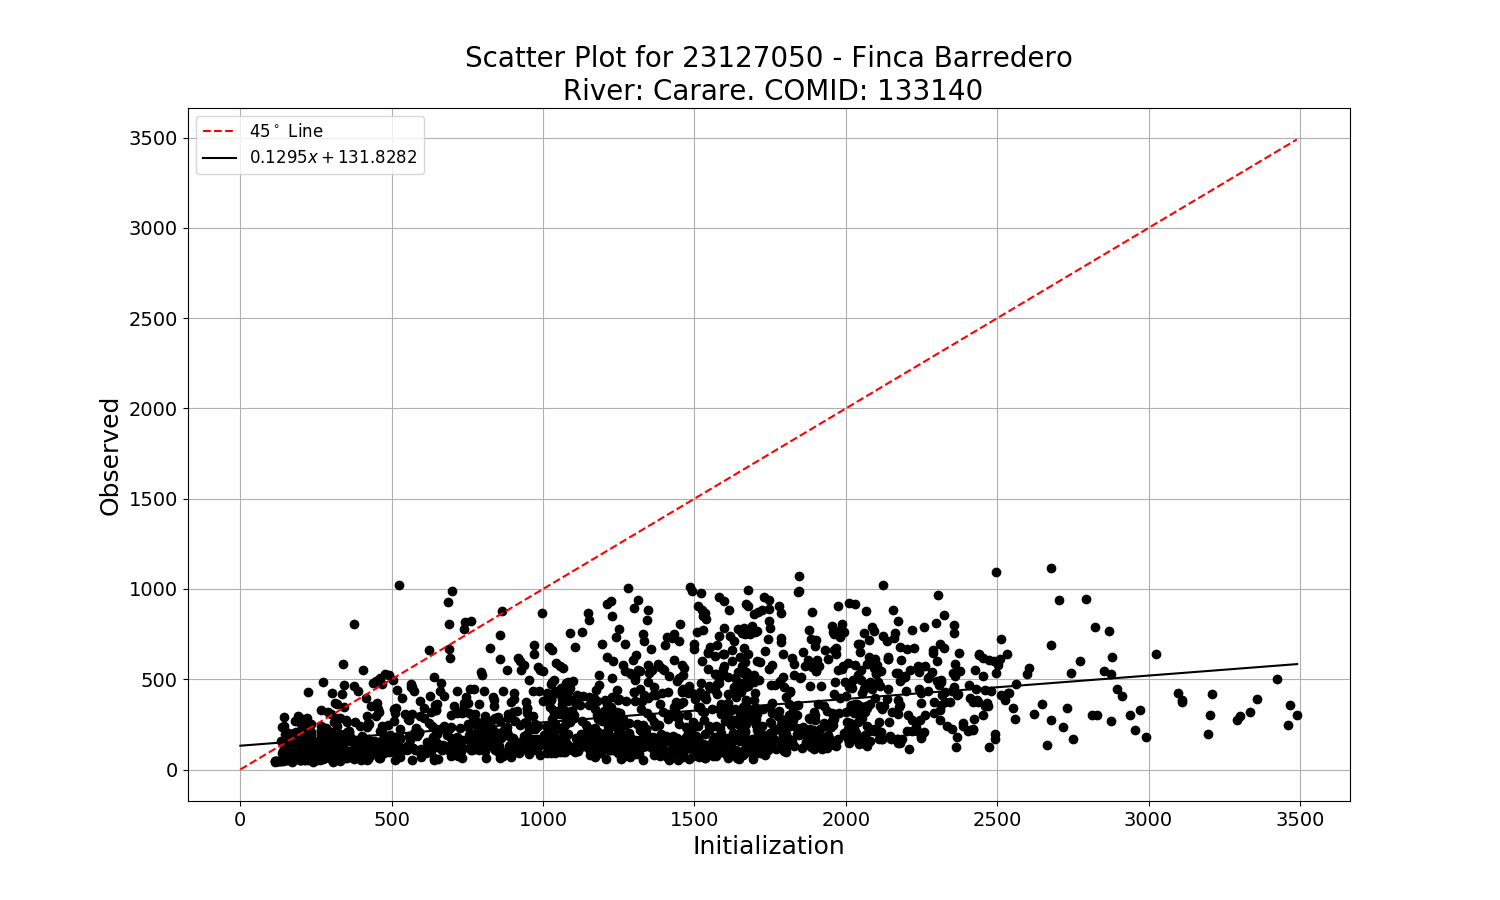 Scatter Plot for 23127050 - Finca Barredero
River: Carare. COMID: 133140
45° Line
0.1295x + 131.8282
3500
3000
2500
2000
1500
1000
500
0
Observed
0 500 1000 1500 2000 2500 3000 3500
Initialization